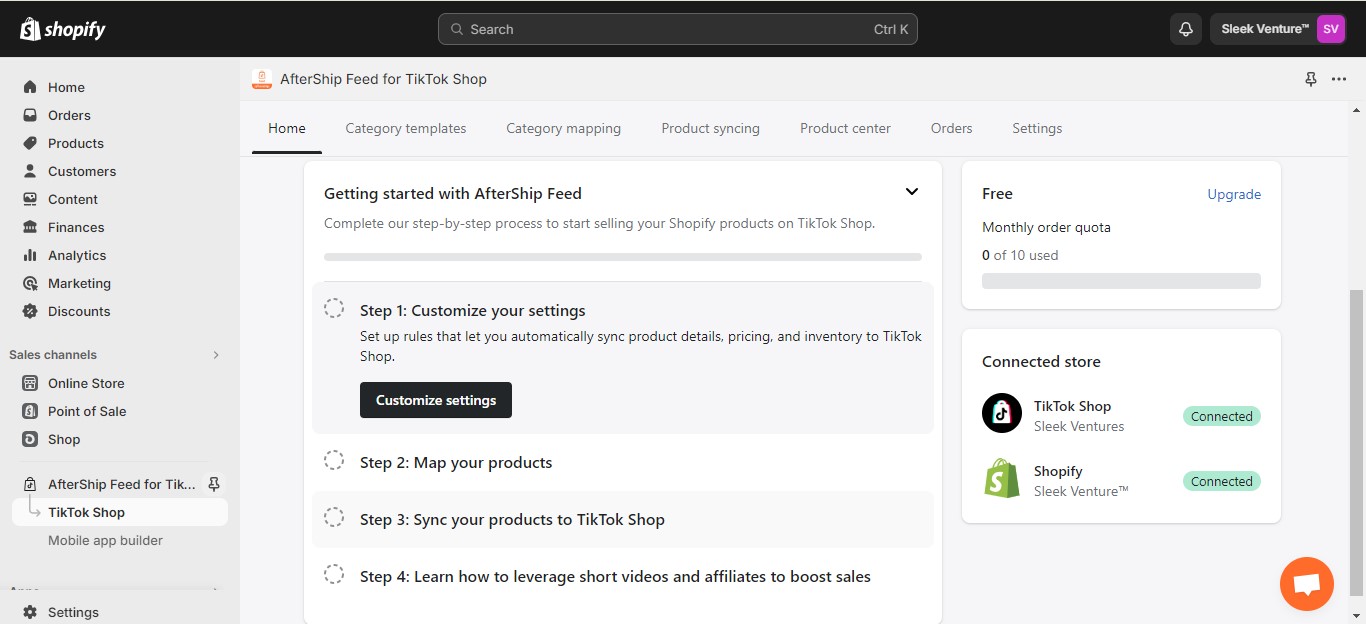 shopify
Search
Ctrl K
Sleek Venture™
SV
Home
Orders
Products
Customers
Content
Finances
Analytics
Marketing
Discounts
Sales channels
Online Store
Point of Sale
Shop
AfterShip Feed for Tik...
TikTok Shop
Mobile app builder
Settings
AfterShip Feed for TikTok Shop
Home
Category templates
Category mapping
Product syncing
Product center
Orders
Settings
Getting started with AfterShip Feed
Complete our step-by-step process to start selling your Shopify products on TikTok Shop.
Step 1: Customize your settings
Set up rules that let you automatically sync product details, pricing, and inventory to TikTok
Shop.
Customize settings
Step 2: Map your products
Step 3: Sync your products to TikTok Shop
Step 4: Learn how to leverage short videos and affiliates to boost sales
Free
Upgrade
Monthly order quota
0 of 10 used
Connected store
TikTok Shop
Sleek Ventures
Connected
Shopify
Sleek Venture™
Connected